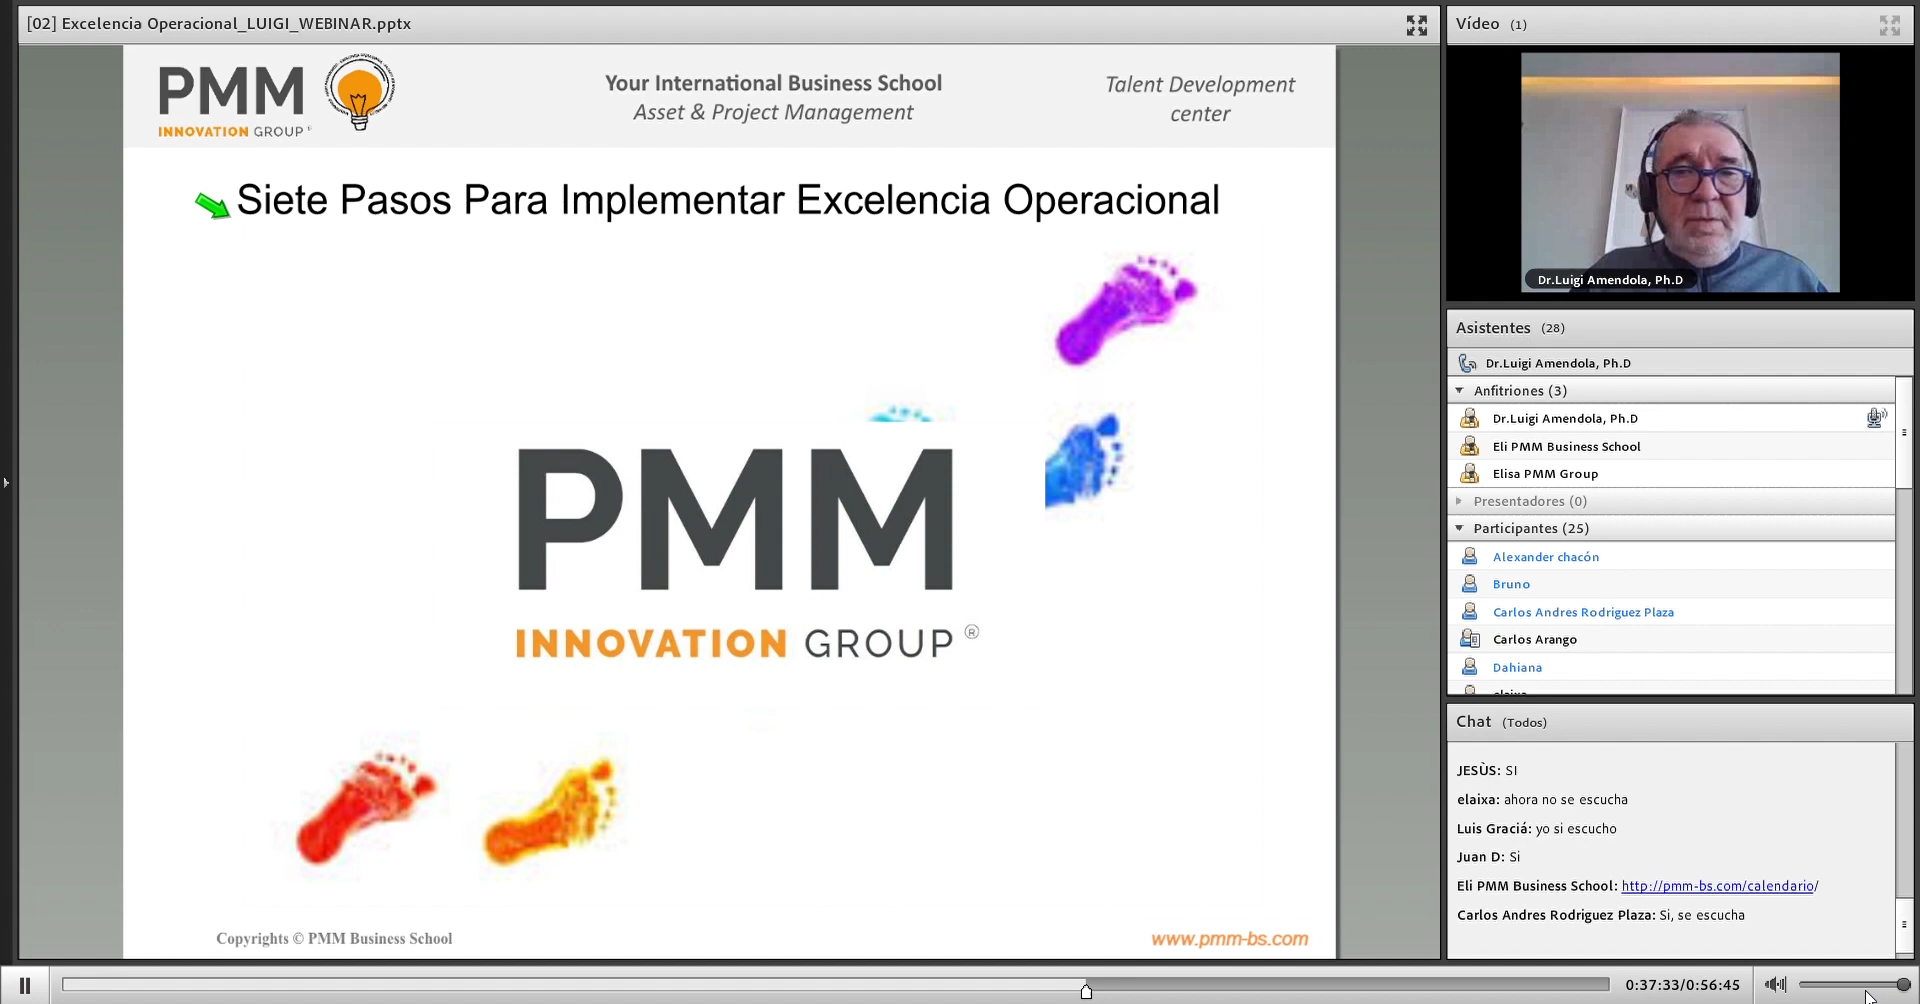 [02] Excelencia Operacional_LUIGI_WEBINAR.pptx
PMM
INNOVATION GROUP
Your International Business School
Asset & Project Management
Talent Development
center
Siete Pasos Para Implementar Excelencia Operacional
PMM
INNOVATION GROUP ®
Copyrights © PMM Business School
www.pmm-bs.com
Vídeo (1)
Dr.Luigi Amendola, Ph.D
Asistentes (28)
Dr.Luigi Amendola, Ph.D
Anfitriones (3)
Dr.Luigi Amendola, Ph.D
Eli PMM Business School
Elisa PMM Group
Presentadores (0)
Participantes (25)
Alexander chacón
Bruno
Carlos Andres Rodriguez Plaza
Carlos Arango
Dahiana
elaixa
Chat (Todos)
JESÙS: SI
elaixa: ahora no se escucha
Luis Graciá: yo si escucho
Juan D: Si
Eli PMM Business School: http://pmm-bs.com/calendario/
Carlos Andres Rodriguez Plaza: Si, se escucha
0:37:33/0:56:45